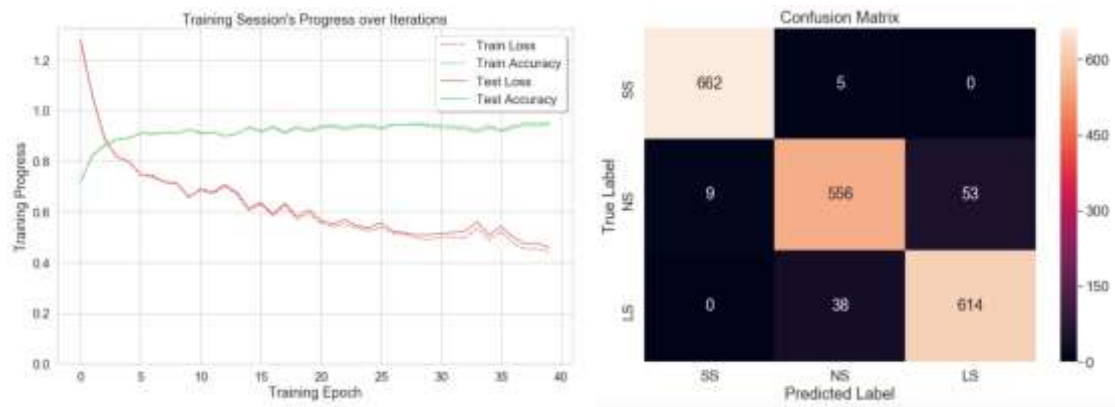 Training Session's Progress over Iterations
Train Loss
Train Accuracy
Test Loss
Test Accuracy
Training Progress
1.2
1.0
0.8
0.6
0.4
0.2
0.0
0 5 10 15 20 25 30 35 40
Training Epoch
Confusion Matrix
True Label
SS 662 5 0
NS 9 556 53
LS 0 38 614
SS NS LS
Predicted Label
600
450
300
150
0